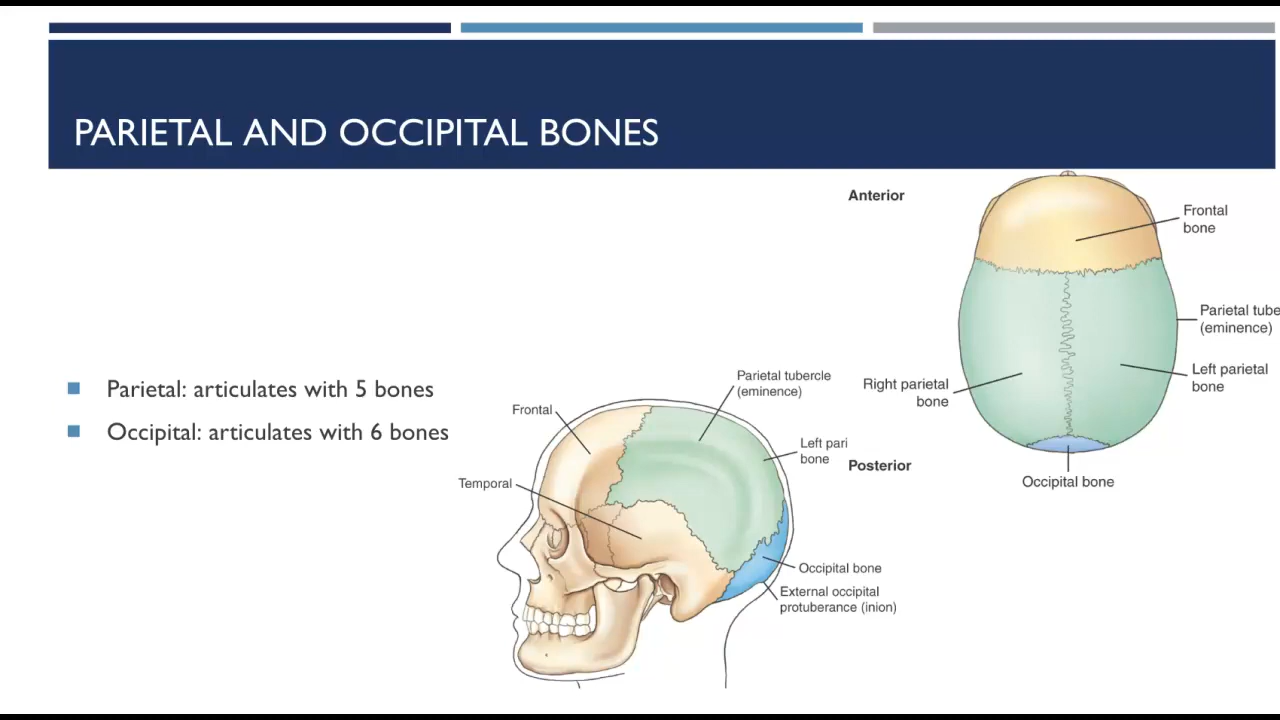 PARIETAL AND OCCIPITAL BONES
Parietal: articulates with 5 bones
Occipital: articulates with 6 bones
Frontal
Temporal
Parietal tubercle
(eminence)
Left pari
bone
Occipital bone
External occipital
protuberance (inion)
Anterior
Frontal
bone
Parietal tube
(eminence)
Left parietal
bone
Right parietal
bone
Posterior
Occipital bone